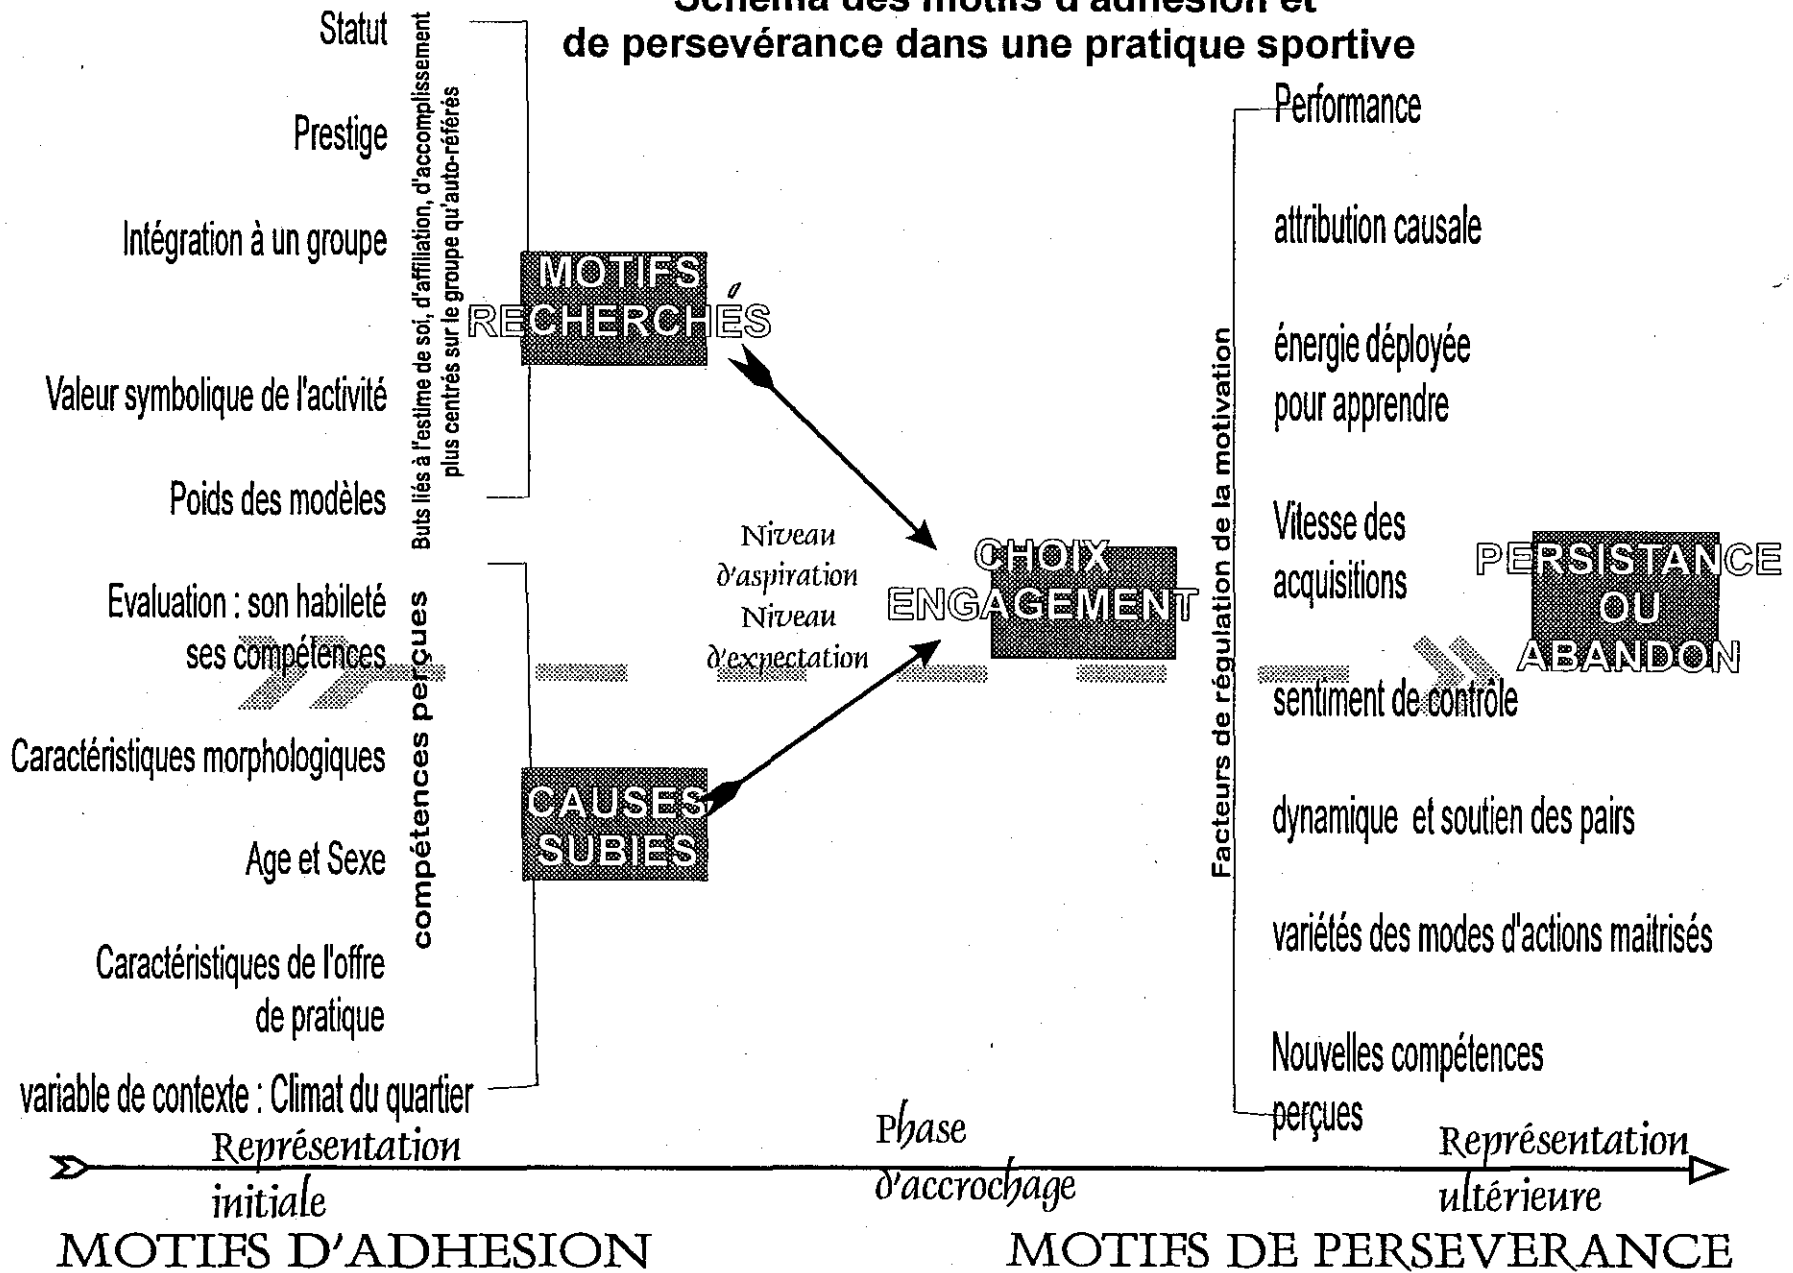 Schéma des motifs d'adhésion et
de persevérance dans une pratique sportive
Statut
Prestige
Intégration à un groupe
Valeur symbolique de l'activité
Poids des modèles
Buts liés à l'estime de soi, d'affiliation, d'accomplissement
plus centrés sur le groupe qu'auto-référés
MOTIFS
RECHERCHÉS
Evaluation : son habileté
ses compétences
Caractéristiques morphologiques
Age et Sexe
Caractéristiques de l'offre
de pratique
variable de contexte : Climat du quartier
compétences perçues
CAUSES
SUBIES
Niveau
d'aspiration
Niveau
d'expectation
CHOIX
ENGAGEMENT
Facteurs de régulation de la motivation
Performance
attribution causale
énergie déployée
pour apprendre
Vitesse des
acquisitions
sentiment de contrôle
dynamique et soutien des pairs
variétés des modes d'actions maitrisés
Nouvelles compétences
perçues
PERSISTANCE
OU
ABANDON
Représentation
initiale
Phase
d'accrochage
Représentation
ultérieure
MOTIFS D'ADHESION
MOTIFS DE PERSEVERANCE